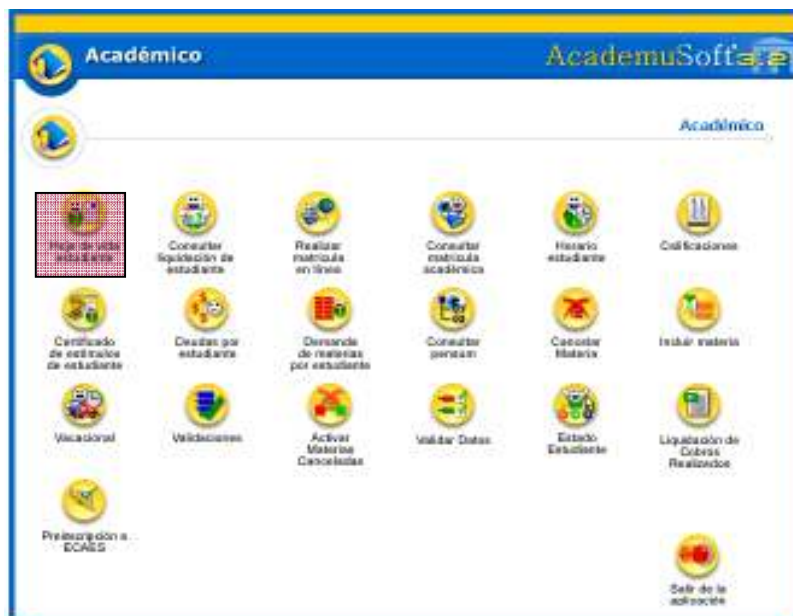 Académico
AcademuSoft 3.2
Académico
Hoja de vida
estudiante
Consultar
liquidación de
estudiante
Realizar
matrícula
en línea
Consultar
matrícula
académica
Horario
estudiante
Calificaciones
Certificado
de estímulos
de estudiante
Deudas por
estudiante
Demanda
de materias
por estudiante
Consultar
pensum
Cancelar
Materia
Incluir materia
Vacacional
Validaciones
Activar
Materias
Canceladas
Validar Datos
Estado
Estudiante
Liquidación de
Cobros
Realizados
Preinscripción a
ECAES
Salir de la
aplicación